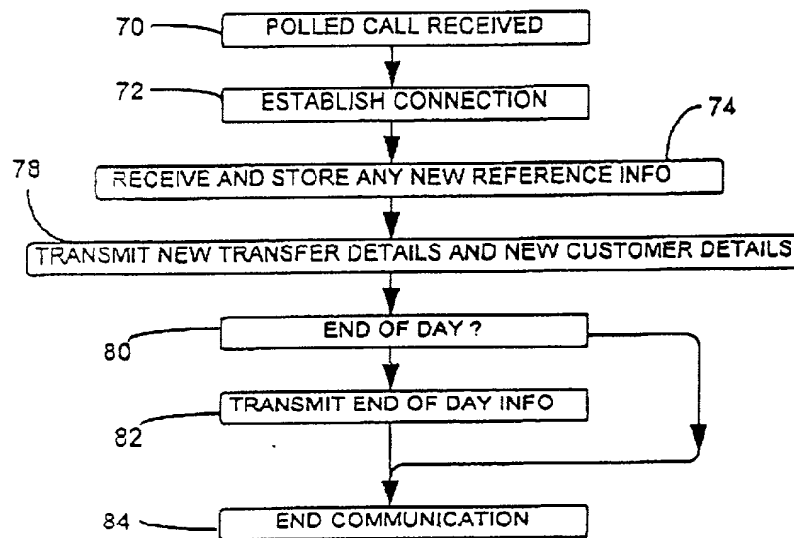 70 POLLED CALL RECEIVED
72 ESTABLISH CONNECTION
74
RECEIVE AND STORE ANY NEW REFERENCE INFO
78
TRANSMIT NEW TRANSFER DETAILS AND NEW CUSTOMER DETAILS
80 END OF DAY ?
82 TRANSMIT END OF DAY INFO
84 END COMMUNICATION